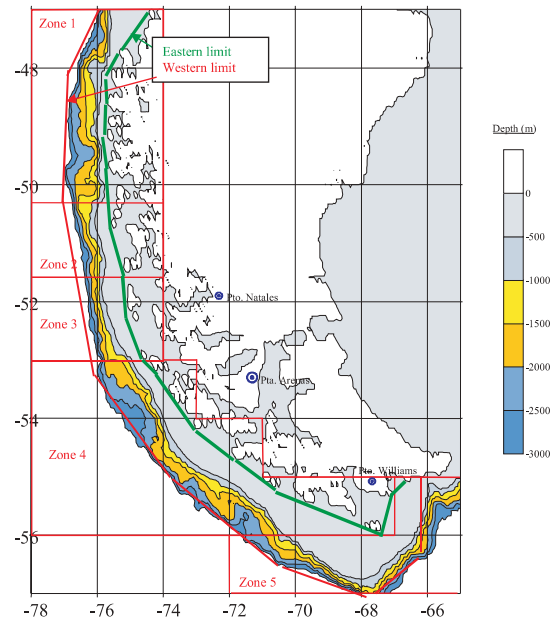 Zone 1
Eastern limit
Western limit
-48
Depth (m)
0
-500
-1000
-1500
-2000
-2500
-3000
-50
Zone 2
Pto. Natales
-52
Zone 3
Pta. Arenas
-54
Zone 4
Pto. Williams
-56
Zone 5
-78
-76
-74
-72
-70
-68
-66